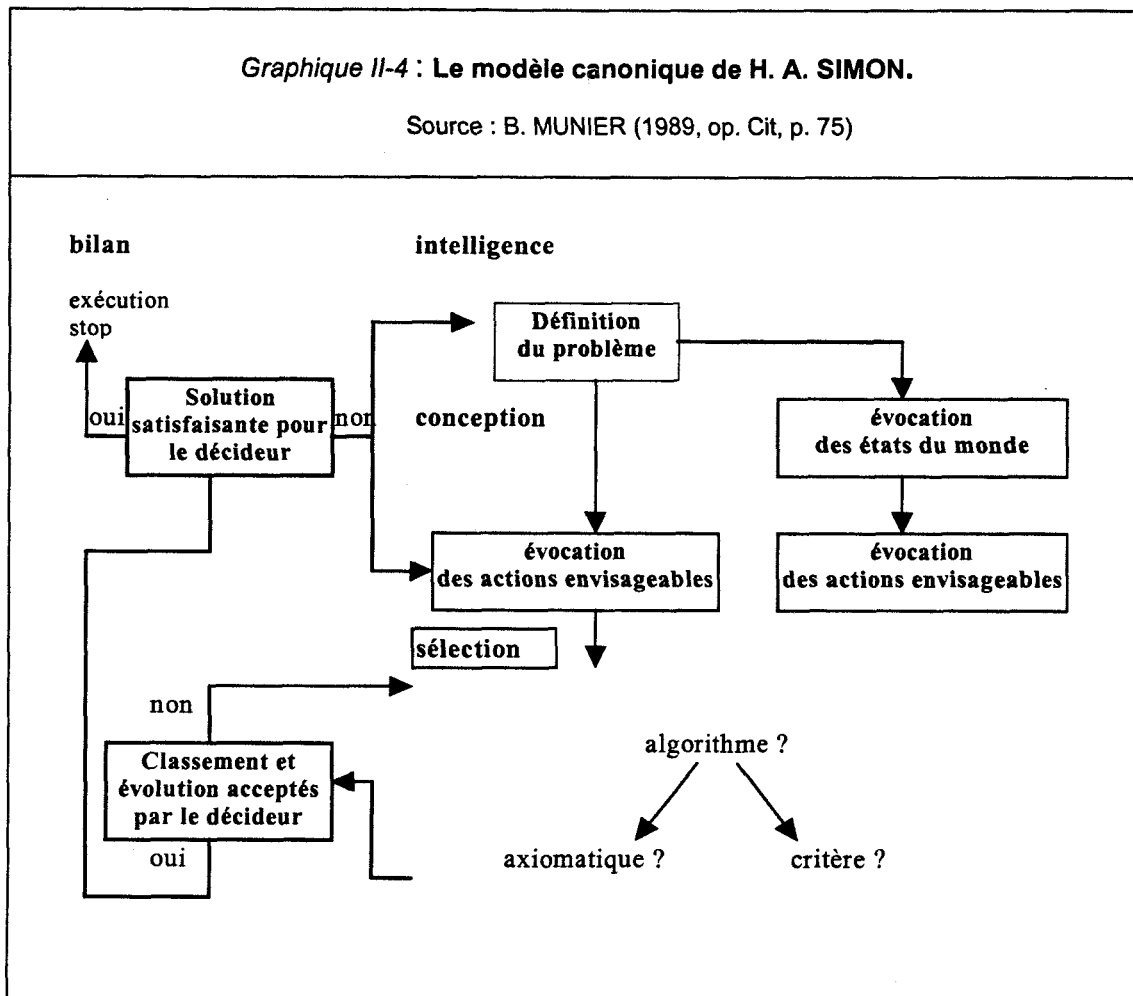 Graphique II-4 : Le modèle canonique de H. A. SIMON.
Source : B. MUNIER (1989, op. Cit, p. 75)
bilan
intelligence
exécution
stop
Définition
du problème
oui
Solution
satisfaisante pour
le décideur
non
conception
évocation
des états du monde
évocation
des actions envisageables
évocation
des actions envisageables
sélection
non
algorithme ?
Classement et
évolution acceptés
par le décideur
oui
axiomatique ?
critère ?